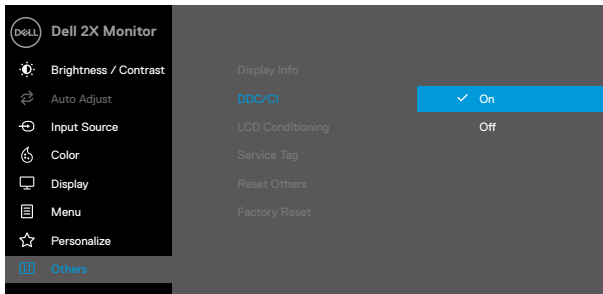 DELL
Dell 2X Monitor
Brightness / Contrast
Auto Adjust
Input Source
Color
Display
Menu
Personalize
Others
Display Info
DDC/CI
LCD Conditioning
Service Tag
Reset Others
Factory Reset
On
Off